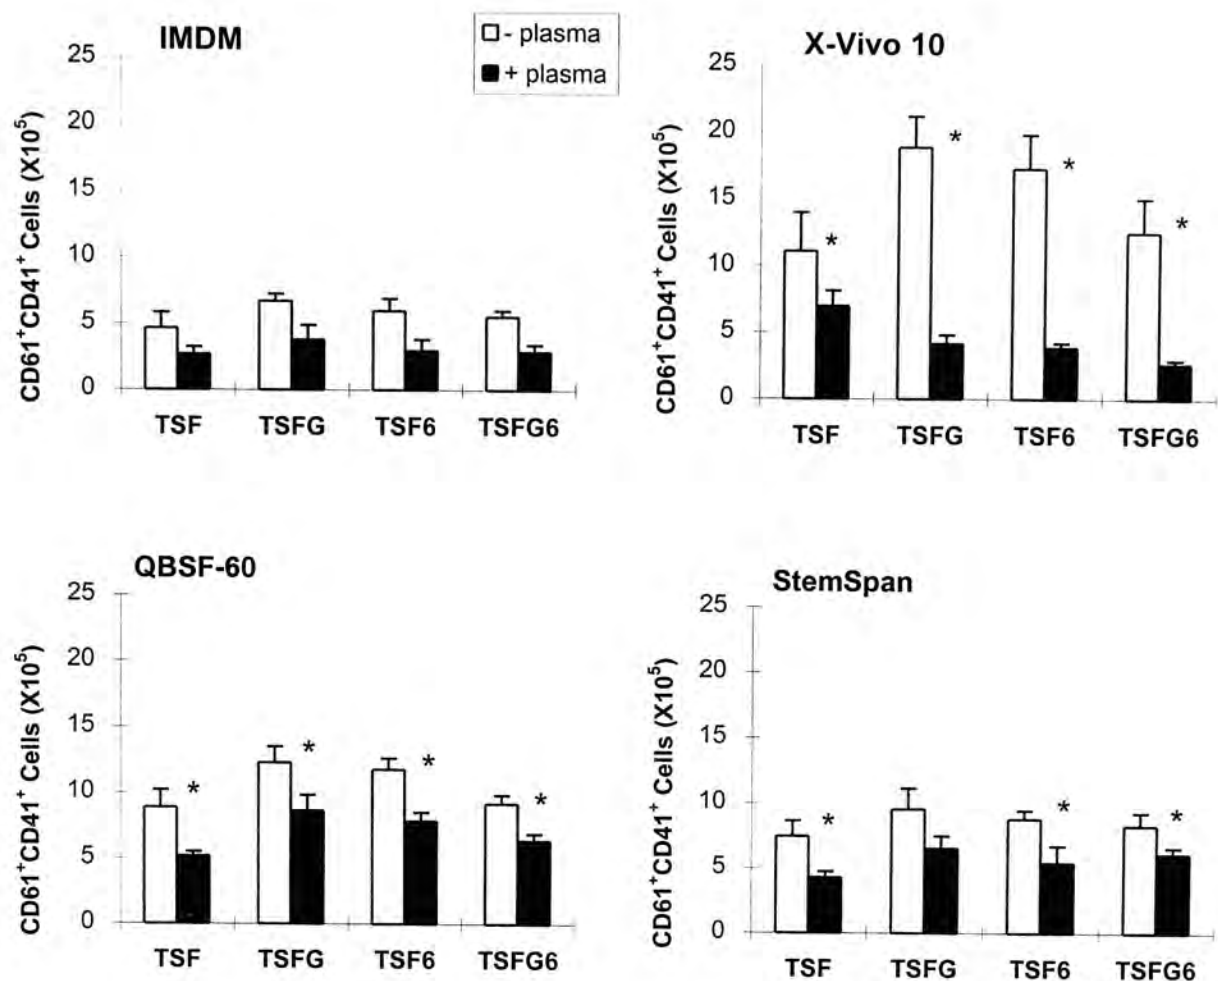 IMDM
- plasma
+ plasma
CD61⁺CD41⁺ Cells (X10⁵)
25
20
15
10
5
0
TSF TSFG TSF6 TSFG6
X-Vivo 10
CD61⁺CD41⁺ Cells (X10⁵)
25
20
15
10
5
0
* * * *
TSF TSFG TSF6 TSFG6
QBSF-60
CD61⁺CD41⁺ Cells (X10⁵)
25
20
15
10
5
0
* * * *
TSF TSFG TSF6 TSFG6
StemSpan
CD61⁺CD41⁺ Cells (X10⁵)
25
20
15
10
5
0
* * *
TSF TSFG TSF6 TSFG6